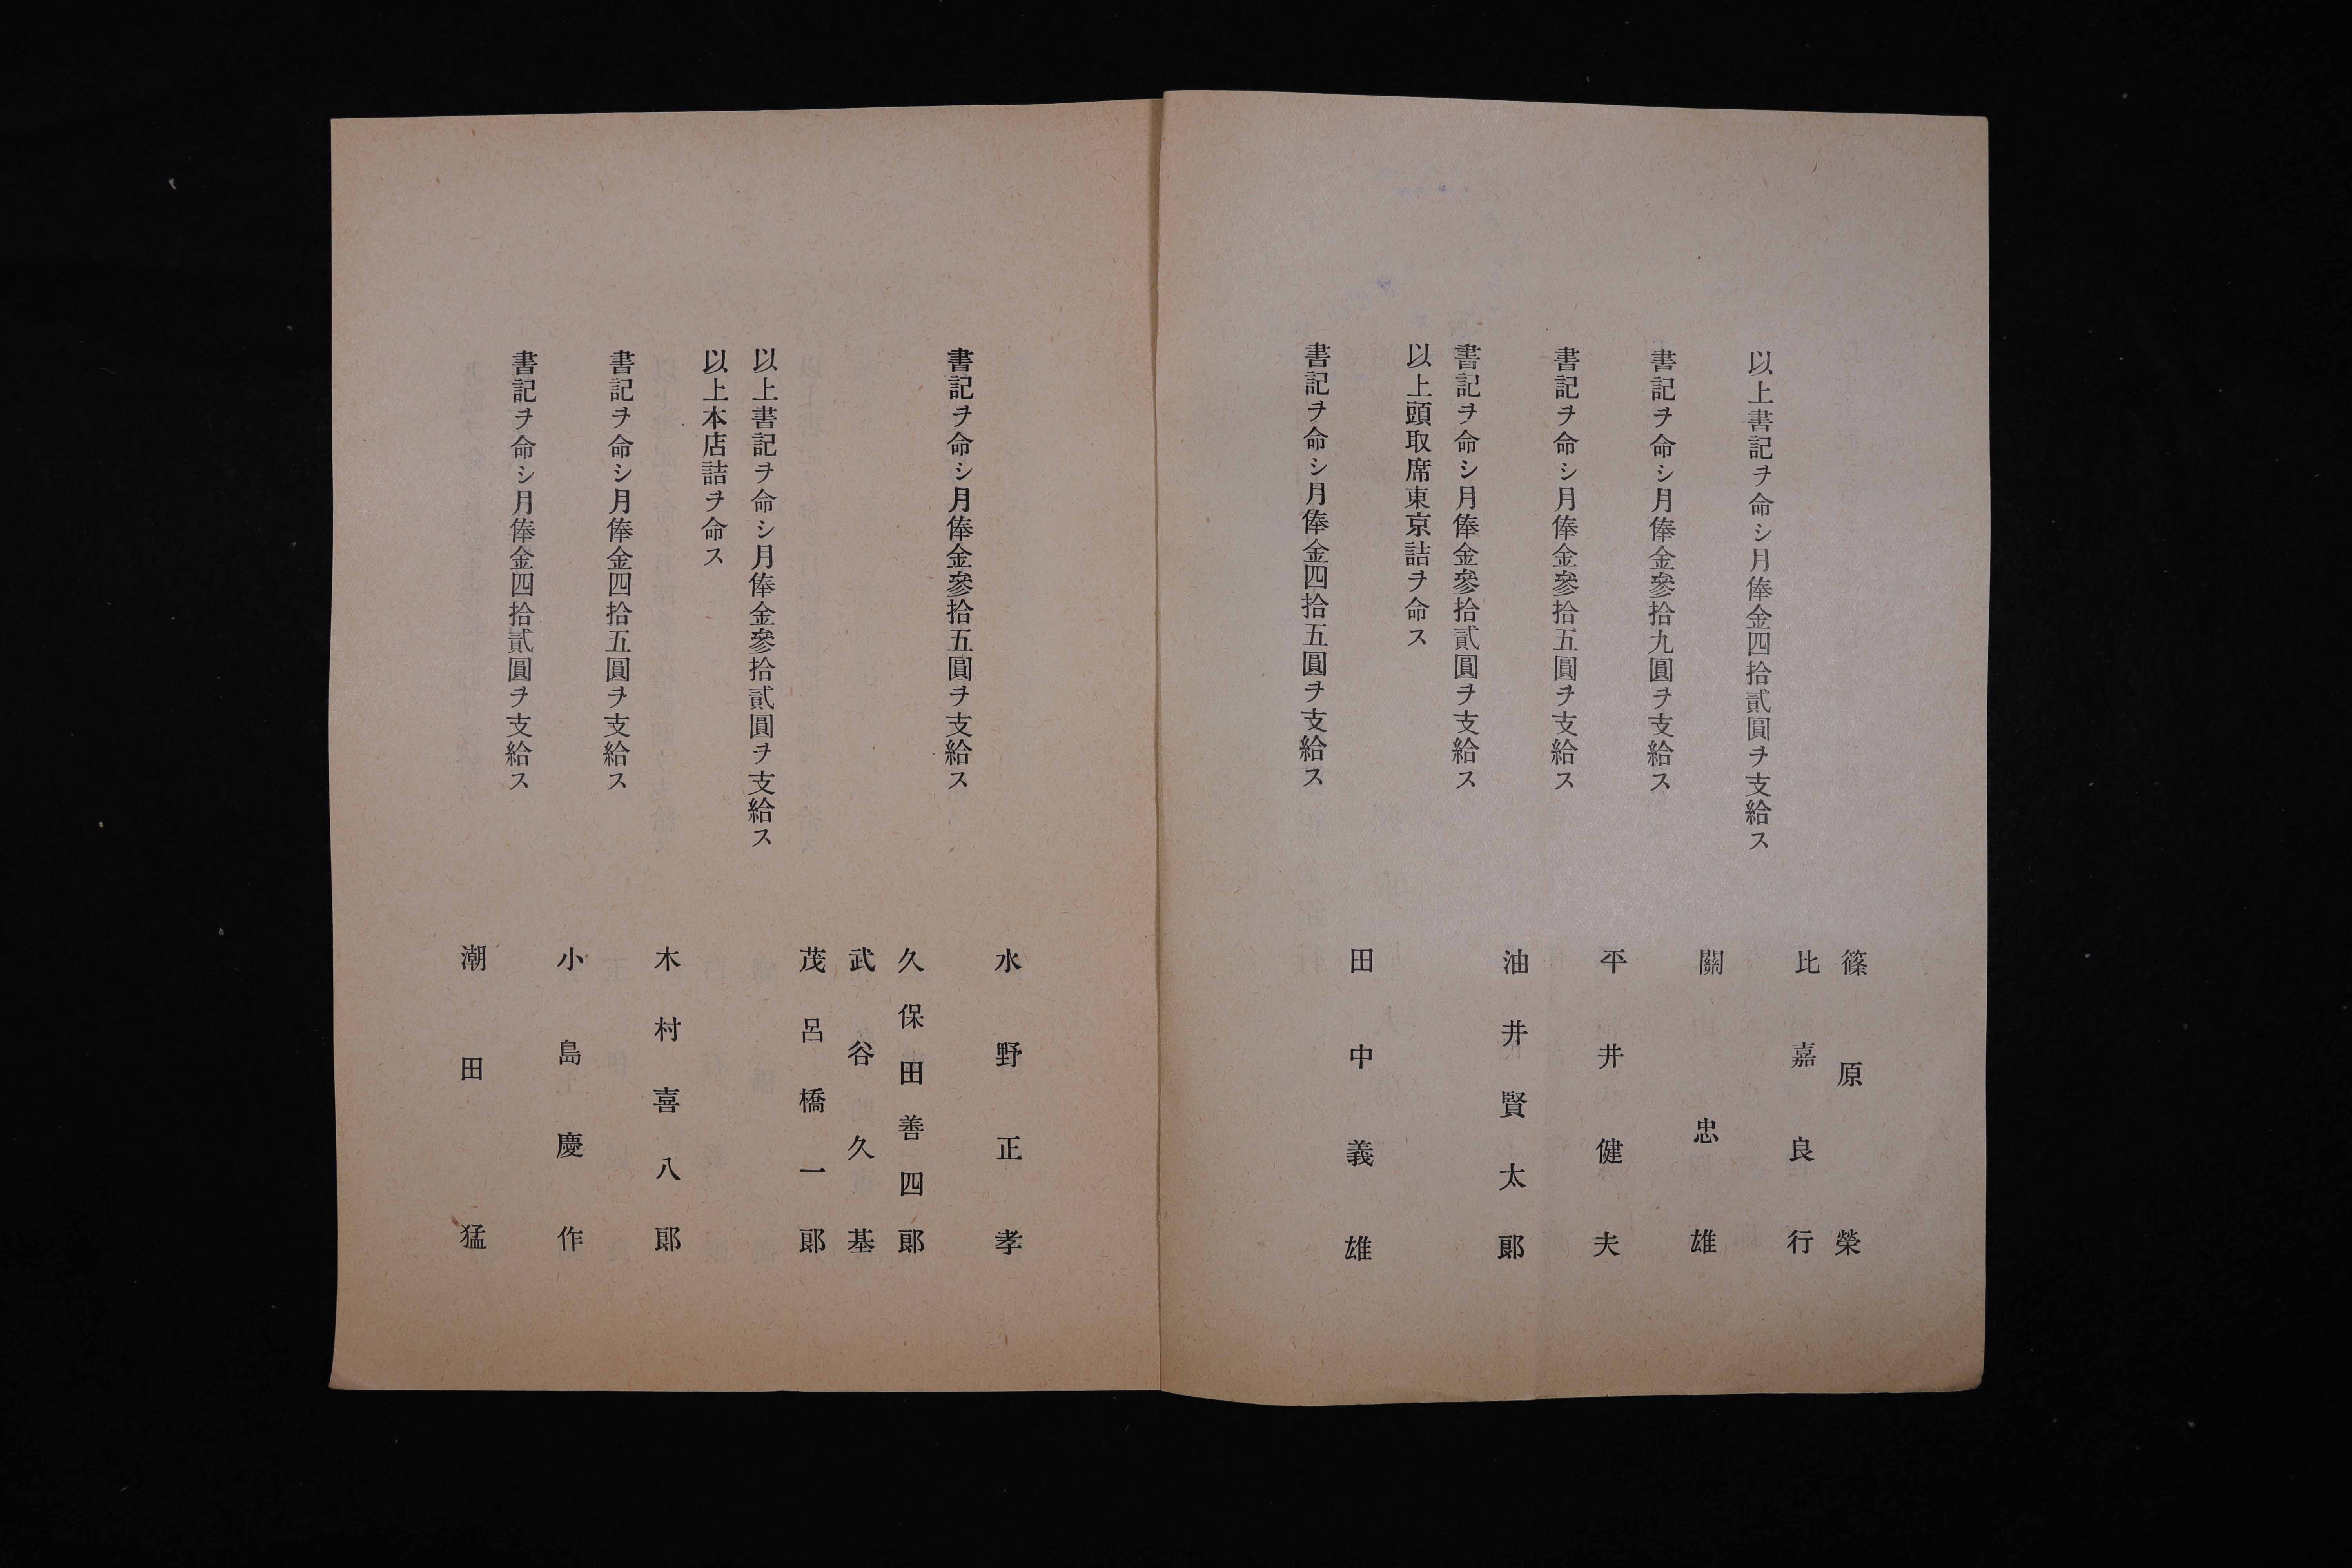 篠原榮
比嘉良行
以上書記ヲ命シ月俸金四拾貳圓ヲ支給ス
關忠雄
書記ヲ命シ月俸金參拾九圓ヲ支給ス
平井健夫
書記ヲ命シ月俸金參拾五圓ヲ支給ス
油井賢太郞
書記ヲ命シ月俸金參拾貳圓ヲ支給ス
以上頭取席東京詰ヲ命ス
田中義雄
書記ヲ命シ月俸金四拾五圓ヲ支給ス
水野正孝
書記ヲ命シ月俸金參拾五圓ヲ支給ス
久保田善四郞
武谷久基
茂呂橋一郞
以上書記ヲ命シ月俸金參拾貳圓ヲ支給ス
以上本店詰ヲ命ス
木村喜八郞
書記ヲ命シ月俸金四拾五圓ヲ支給ス
小島慶作
書記ヲ命シ月俸金四拾貳圓ヲ支給ス
潮田猛